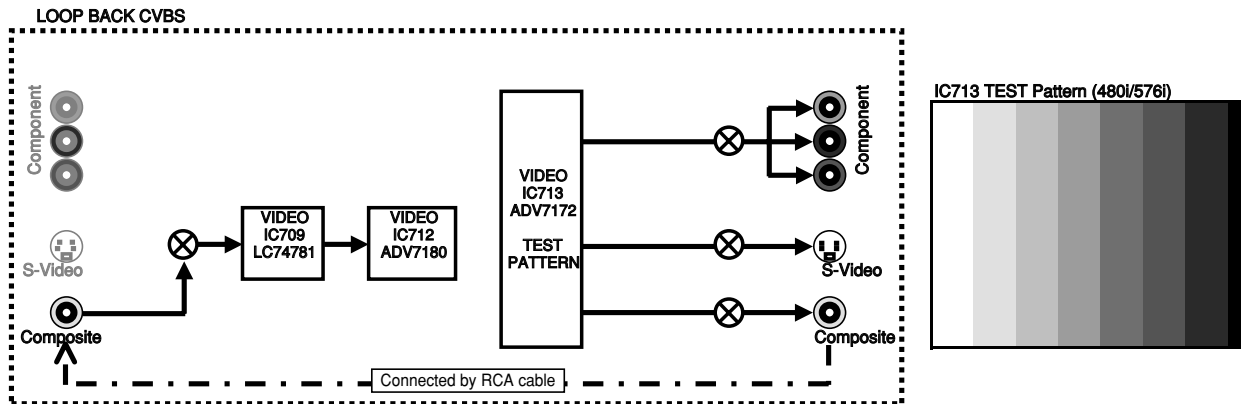 LOOP BACK CVBS
Component
S-Video
Composite
VIDEO
IC709
LC74781
VIDEO
IC712
ADV7180
VIDEO
IC713
ADV7172
TEST
PATTERN
Component
S-Video
Composite
Connected by RCA cable
IC713 TEST Pattern (480i/576i)